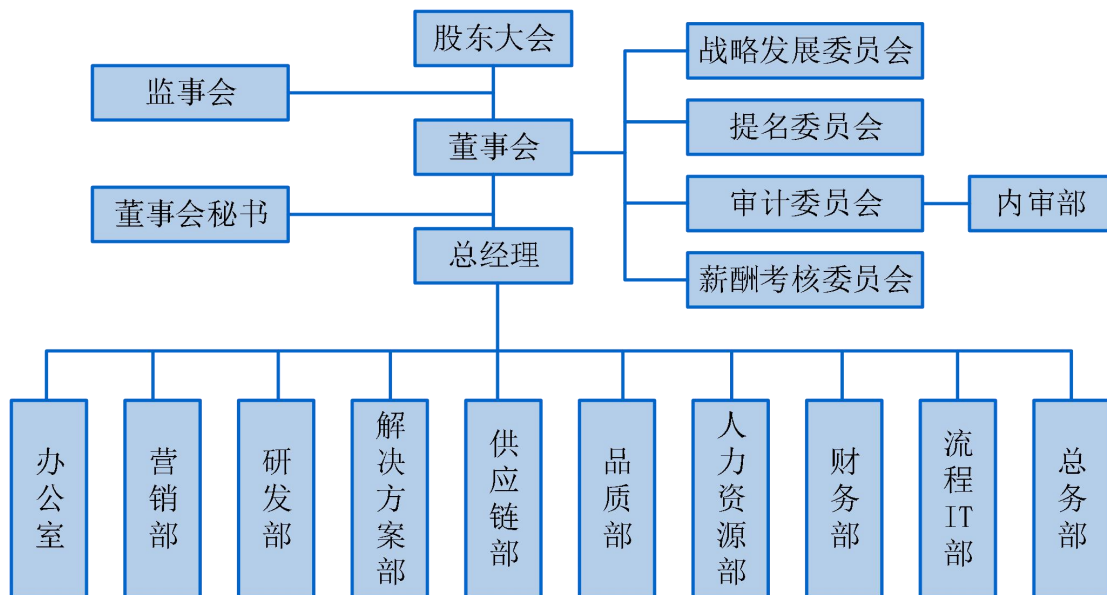 股东大会
战略发展委员会
监事会
提名委员会
董事会
审计委员会
内审部
董事会秘书
总经理
薪酬考核委员会
办公室
营销部
研发部
解决方案部
供应链部
品质部
人力资源部
财务部
流程IT部
总务部